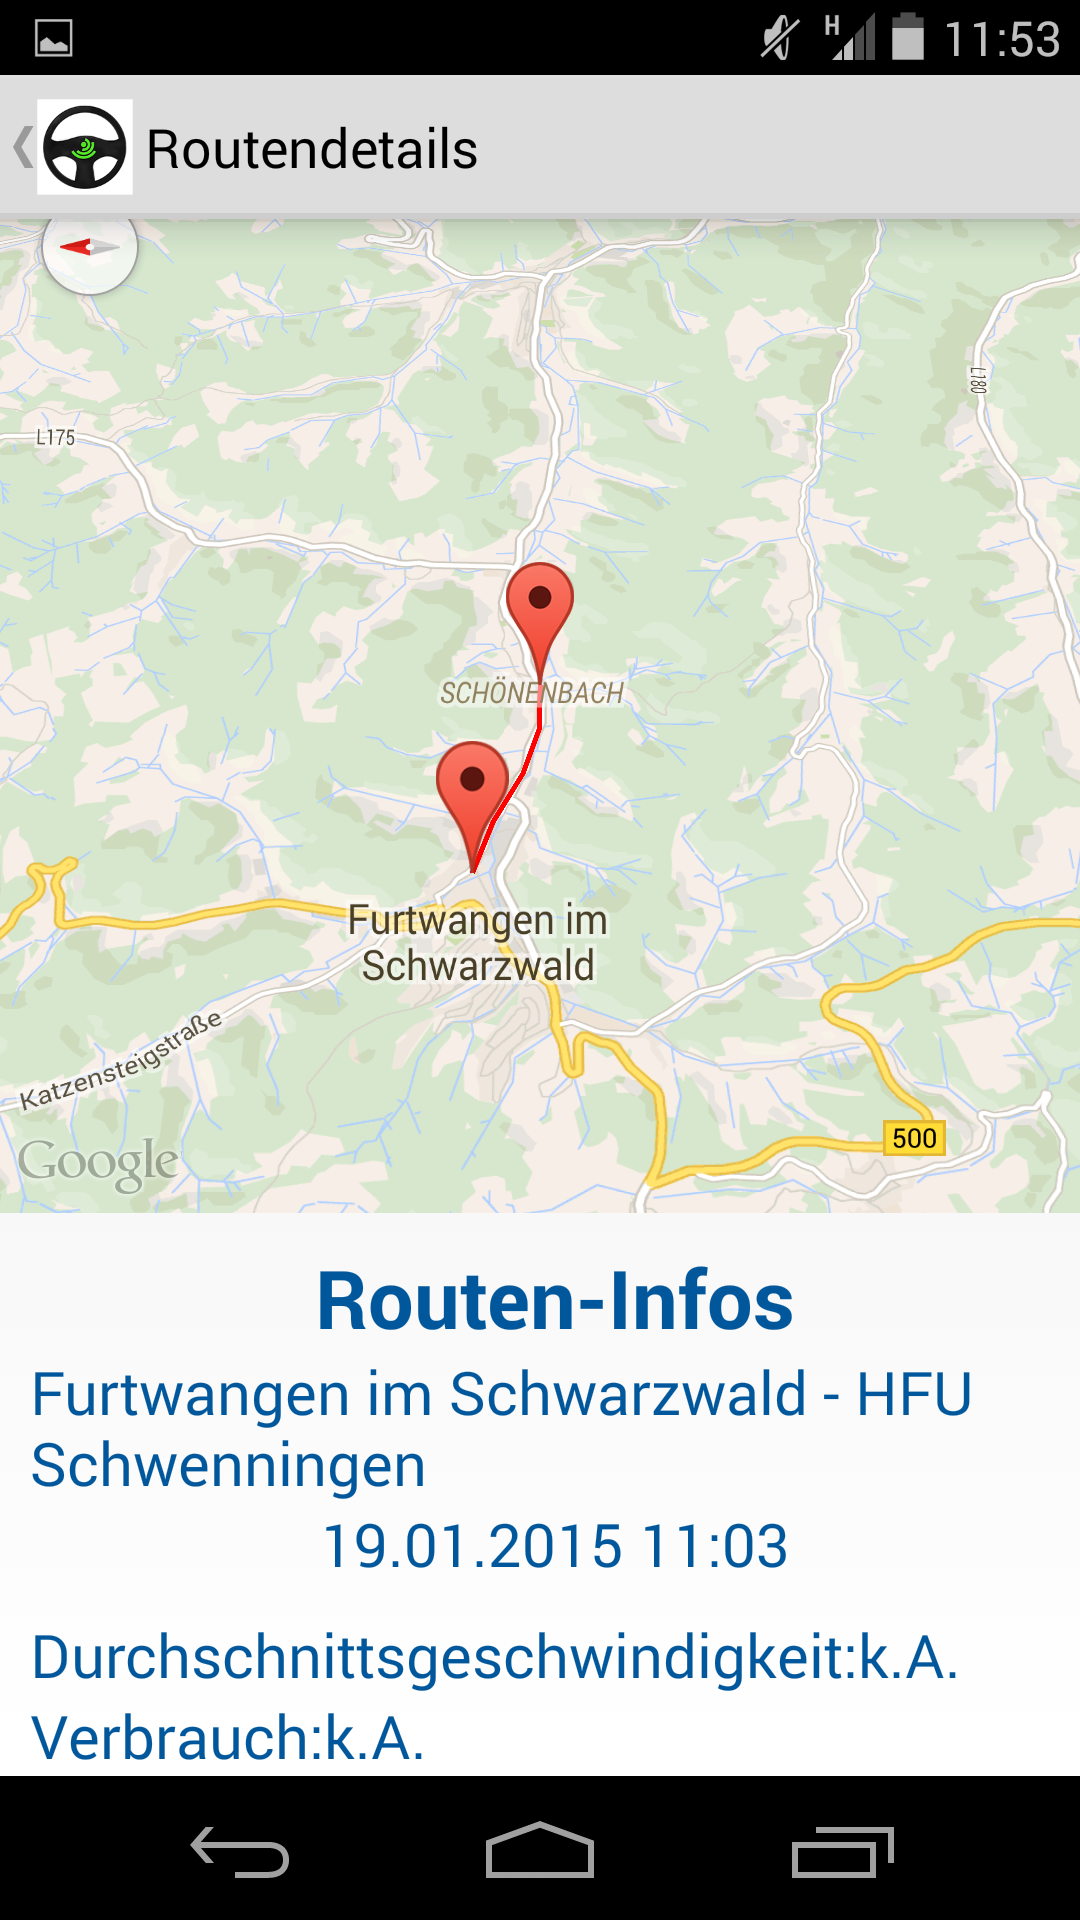 H 11:53
Routendetails
L180
L175
SCHÖNENBACH
Furtwangen im
Schwarzwald
Katzensteigstraße
500
Google
Routen-Infos
Furtwangen im Schwarzwald - HFU
Schwenningen
19.01.2015 11:03
Durchschnittsgeschwindigkeit:k.A.
Verbrauch:k.A.